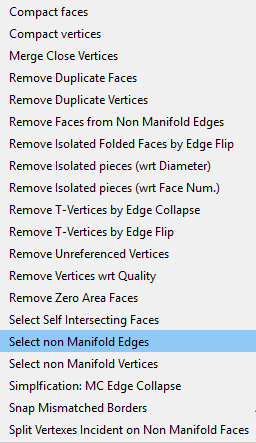 Compact faces
Compact vertices
Merge Close Vertices
Remove Duplicate Faces
Remove Duplicate Vertices
Remove Faces from Non Manifold Edges
Remove Isolated Folded Faces by Edge Flip
Remove Isolated pieces (wrt Diameter)
Remove Isolated pieces (wrt Face Num.)
Remove T-Vertices by Edge Collapse
Remove T-Vertices by Edge Flip
Remove Unreferenced Vertices
Remove Vertices wrt Quality
Remove Zero Area Faces
Select Self Intersecting Faces
Select non Manifold Edges
Select non Manifold Vertices
Simplfication: MC Edge Collapse
Snap Mismatched Borders
Split Vertexes Incident on Non Manifold Faces